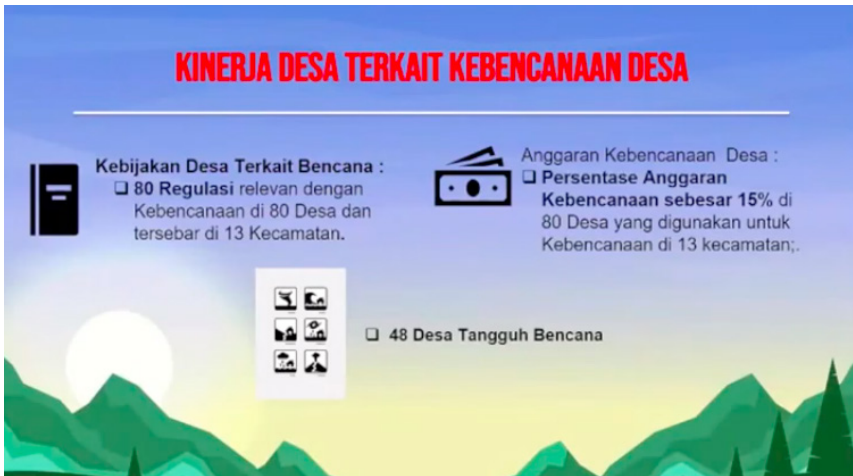 KINERJA DESA TERKAIT KEBENCANAAN DESA
Kebijakan Desa Terkait Bencana :
❑ 80 Regulasi relevan dengan
Kebencanaan di 80 Desa dan
tersebar di 13 Kecamatan.
Anggaran Kebencanaan Desa :
❑ Persentase Anggaran
Kebencanaan sebesar 15% di
80 Desa yang digunakan untuk
Kebencanaan di 13 kecamatan;.
❑ 48 Desa Tangguh Bencana